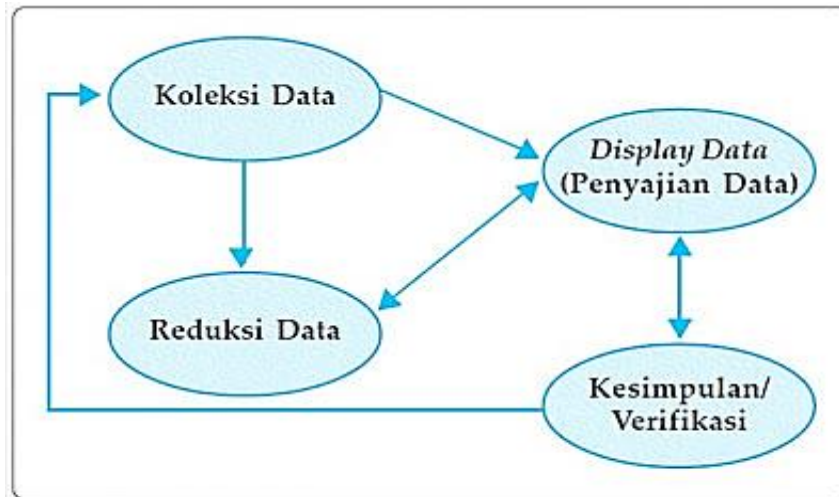 Koleksi Data
Display Data
(Penyajian Data)
Reduksi Data
Kesimpulan/
Verifikasi